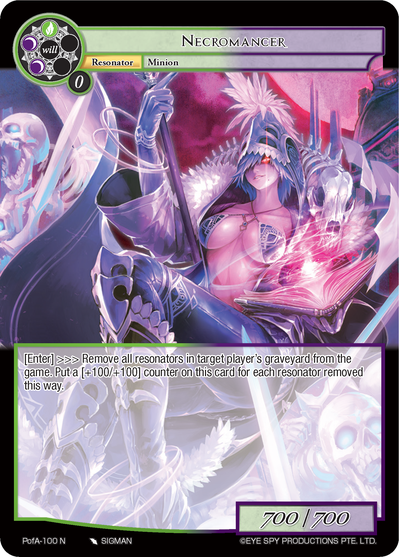 NECROMANCER
will
Resonator Minion
0
[Enter] >>> Remove all resonators in target player's graveyard from the
game. Put a [+100/+100] counter on this card for each resonator removed
this way.
700 / 700
PofA-100 N SIGMAN ©EYE SPY PRODUCTIONS PTE. LTD.